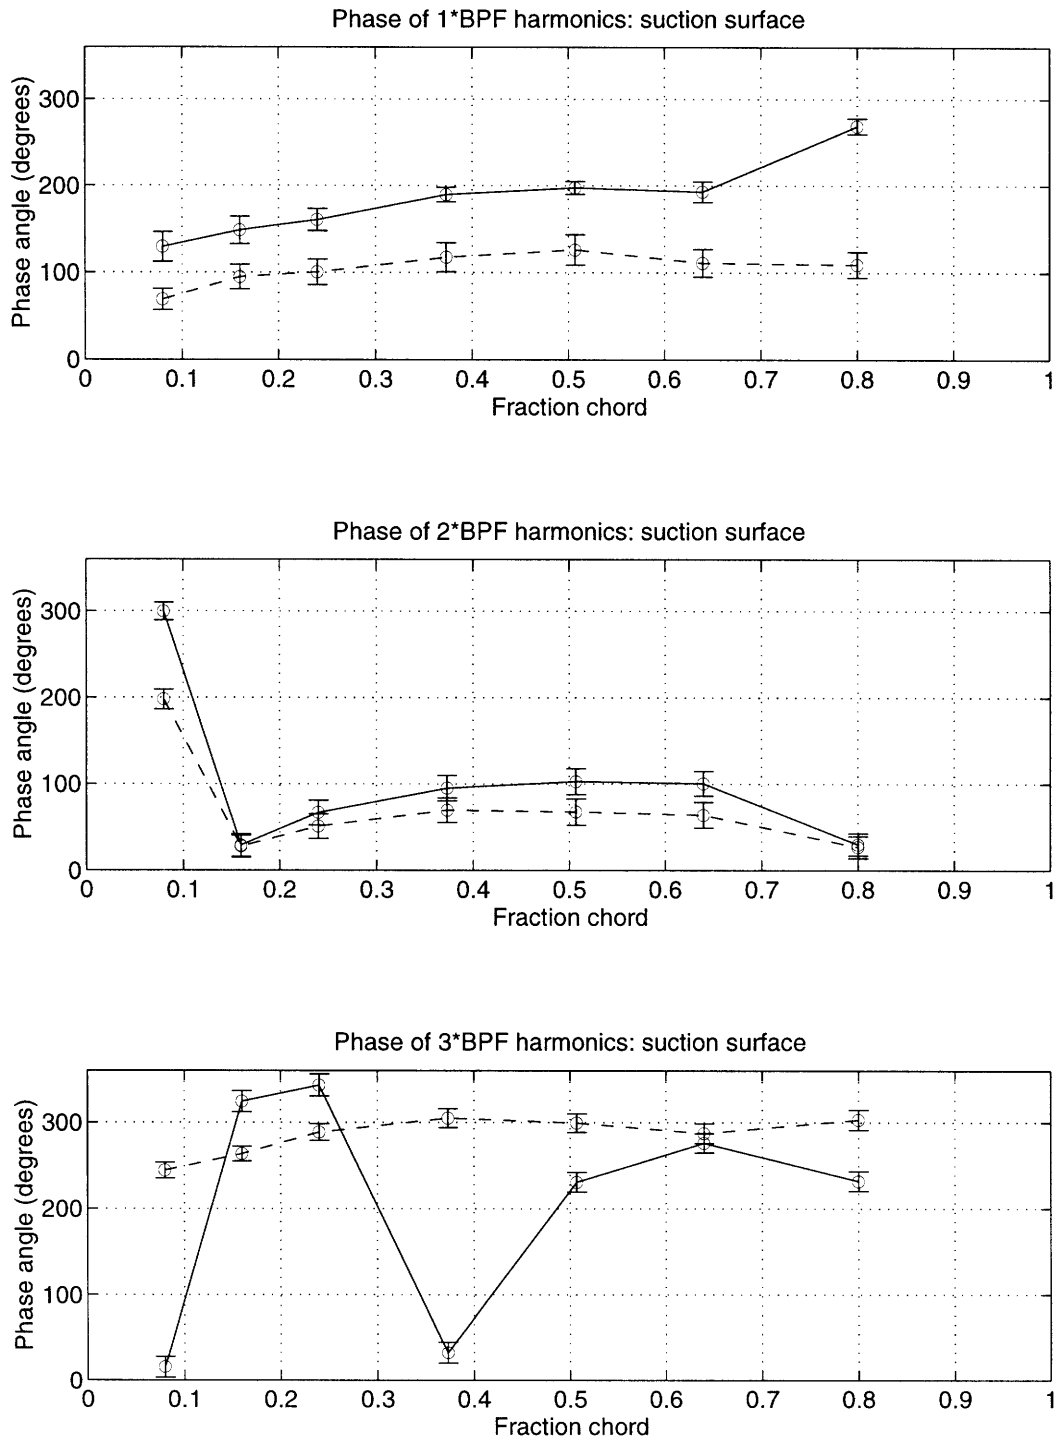 Phase of 1*BPF harmonics: suction surface
Phase angle (degrees)
300
200
100
0
0 0.1 0.2 0.3 0.4 0.5 0.6 0.7 0.8 0.9 1
Fraction chord
Phase of 2*BPF harmonics: suction surface
Phase angle (degrees)
300
200
100
0
0 0.1 0.2 0.3 0.4 0.5 0.6 0.7 0.8 0.9 1
Fraction chord
Phase of 3*BPF harmonics: suction surface
Phase angle (degrees)
300
200
100
0
0 0.1 0.2 0.3 0.4 0.5 0.6 0.7 0.8 0.9 1
Fraction chord